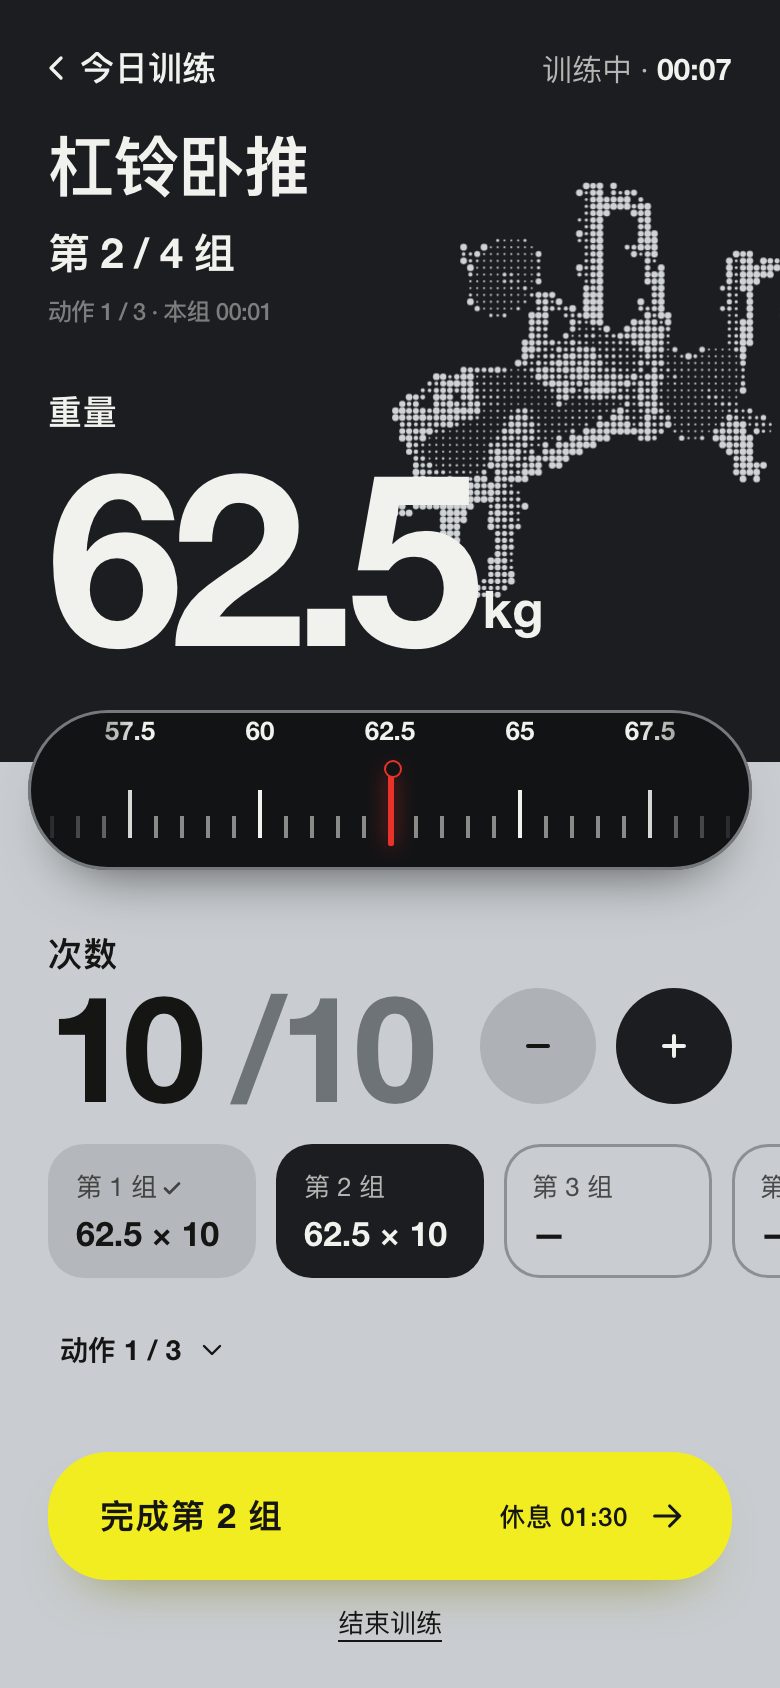 今日训练
训练中 · 00:07
杠铃卧推
第 2 / 4 组
动作 1 / 3 · 本组 00:01
重量
62.5 kg
57.5 60 62.5 65 67.5
次数
10 /10
− +
第 1 组 ✓
62.5 × 10
第 2 组
62.5 × 10
第 3 组
–
第
–
动作 1 / 3
完成第 2 组
休息 01:30 →
结束训练